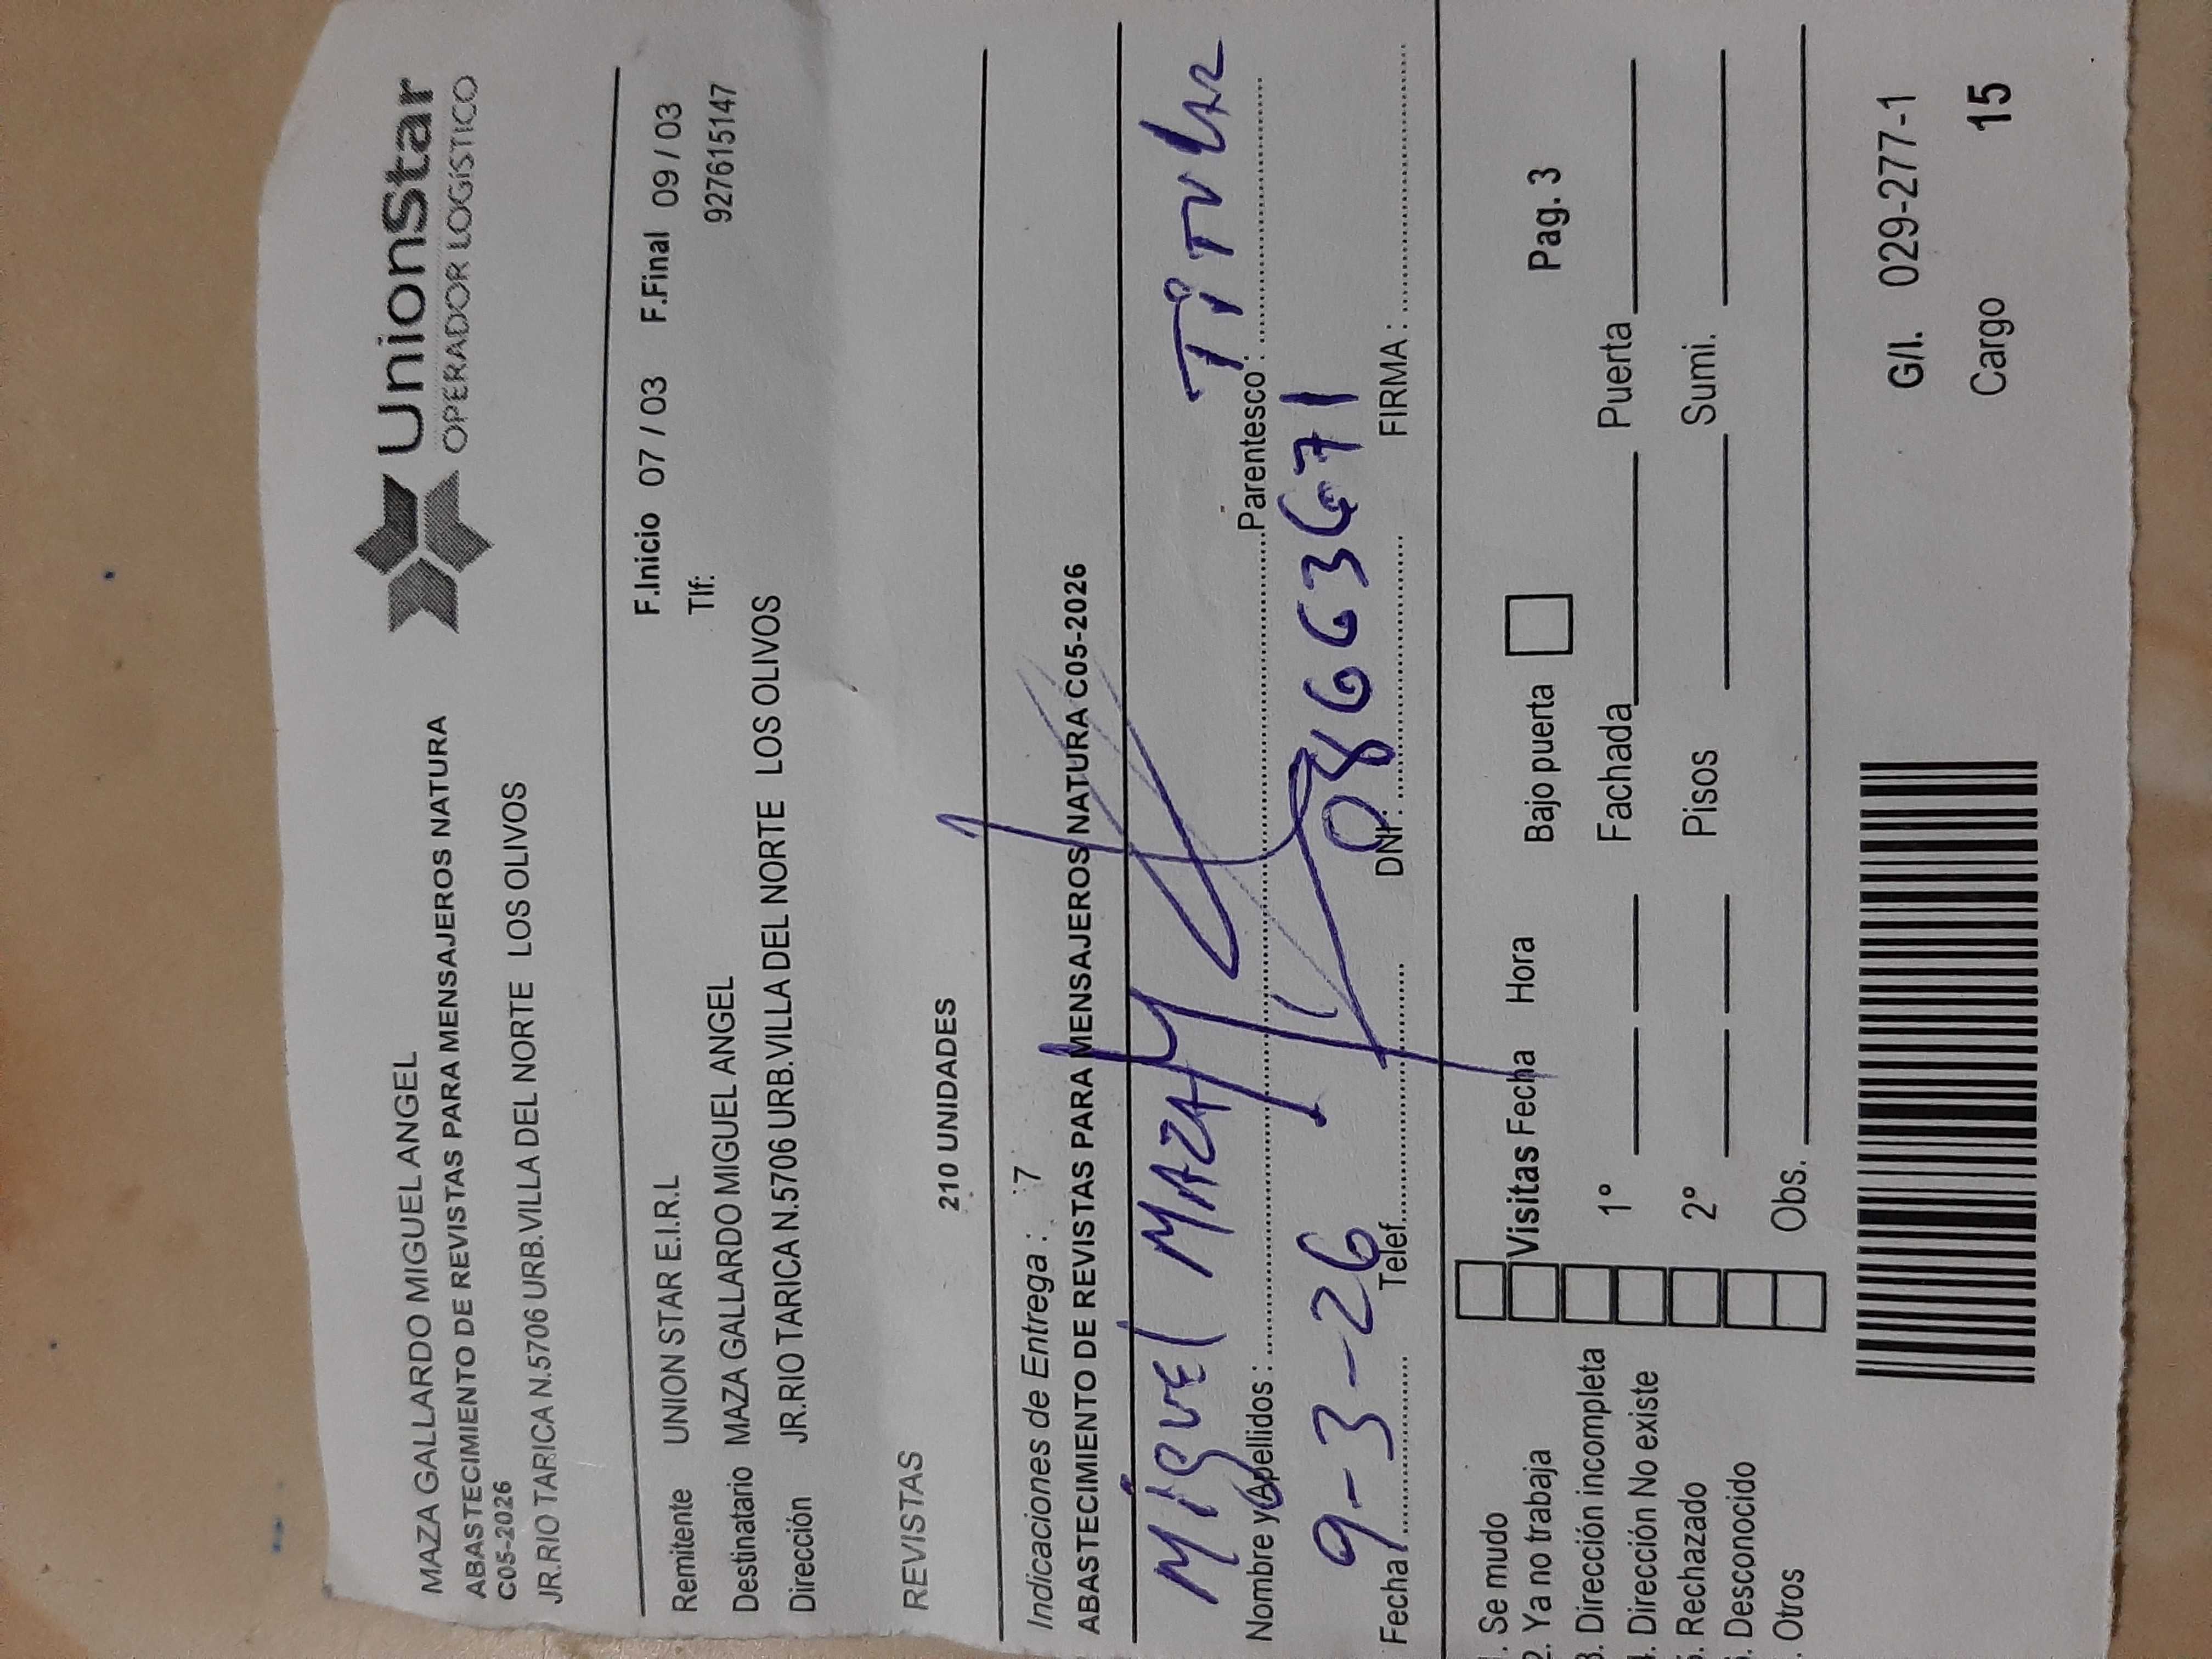 MAZA GALLARDO MIGUEL ANGEL
ABASTECIMIENTO DE REVISTAS PARA MENSAJEROS NATURA
C05-2026
JR.RIO TARICA N.5706 URB.VILLA DEL NORTE LOS OLIVOS
UnionStar
OPERADOR LOGÍSTICO
F.Inicio 07 / 03 F.Final 09 / 03
Remitente UNION STAR E.I.R.L Tlf: 927615147
Destinatario MAZA GALLARDO MIGUEL ANGEL
Dirección JR.RIO TARICA N.5706 URB.VILLA DEL NORTE LOS OLIVOS
REVISTAS
210 UNIDADES
Indicaciones de Entrega : 7
ABASTECIMIENTO DE REVISTAS PARA MENSAJEROS NATURA C05-2026
Miguel MAZA G TiTular
Nombre y Apellidos : Parentesco :
9-3-26 08663671
Fecha Telef. DNI: FIRMA :
1. Se mudo
2. Ya no trabaja
3. Dirección incompleta
4. Dirección No existe
5. Rechazado
6. Desconocido
. Otros
Visitas Fecha Hora Bajo puerta Pag. 3
1° Fachada Puerta
2° Pisos Sumi.
Obs.
G/I. 029-277-1
Cargo 15